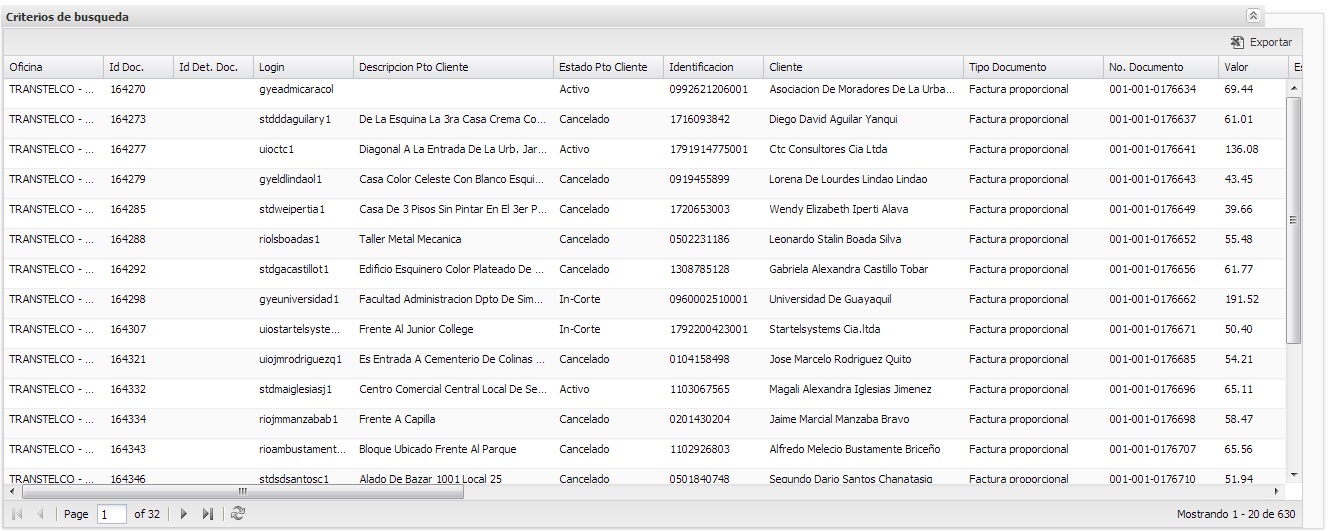 Criterios de busqueda
Exportar
Oficina Id Doc. Id Det. Doc. Login Descripcion Pto Cliente Estado Pto Cliente Identificacion Cliente Tipo Documento No. Documento Valor Es
TRANSTELCO - ... 164270 gyeadmicaracol Activo 0992621206001 Asociacion De Moradores De La Urba... Factura proporcional 001-001-0176634 69.44
TRANSTELCO - ... 164273 stdddaguilary1 De La Esquina La 3ra Casa Crema Co... Cancelado 1716093842 Diego David Aguilar Yanqui Factura proporcional 001-001-0176637 61.01
TRANSTELCO - ... 164277 uioctc1 Diagonal A La Entrada De La Urb. Jar... Activo 1791914775001 Ctc Consultores Cia Ltda Factura proporcional 001-001-0176641 136.08
TRANSTELCO - ... 164279 gyeldlindaol1 Casa Color Celeste Con Blanco Esqui... Cancelado 0919455899 Lorena De Lourdes Lindao Lindao Factura proporcional 001-001-0176643 43.45
TRANSTELCO - ... 164285 stdweipertia1 Casa De 3 Pisos Sin Pintar En El 3er P... Cancelado 1720653003 Wendy Elizabeth Iperti Alava Factura proporcional 001-001-0176649 39.66
TRANSTELCO - ... 164288 riolsboadas1 Taller Metal Mecanica Cancelado 0502231186 Leonardo Stalin Boada Silva Factura proporcional 001-001-0176652 55.48
TRANSTELCO - ... 164292 stdgacastillot1 Edificio Esquinero Color Plateado De ... Cancelado 1308785128 Gabriela Alexandra Castillo Tobar Factura proporcional 001-001-0176656 61.77
TRANSTELCO - ... 164298 gyeuniversidad1 Facultad Administracion Dpto De Sim... In-Corte 0960002510001 Universidad De Guayaquil Factura proporcional 001-001-0176662 191.52
TRANSTELCO - ... 164307 uiostartelsyste... Frente Al Junior College In-Corte 1792200423001 Startelsystems Cia.ltda Factura proporcional 001-001-0176671 50.40
TRANSTELCO - ... 164321 uiojmrodriguezq1 Es Entrada A Cementerio De Colinas ... Cancelado 0104158498 Jose Marcelo Rodriguez Quito Factura proporcional 001-001-0176685 54.21
TRANSTELCO - ... 164332 stdmaiglesiasj1 Centro Comercial Central Local De Se... Activo 1103067565 Magali Alexandra Iglesias Jimenez Factura proporcional 001-001-0176696 65.11
TRANSTELCO - ... 164334 riojmmanzabab1 Frente A Capilla Cancelado 0201430204 Jaime Marcial Manzaba Bravo Factura proporcional 001-001-0176698 58.47
TRANSTELCO - ... 164343 rioambustament... Bloque Ubicado Frente Al Parque Cancelado 1102926803 Alfredo Melecio Bustamente Briceño Factura proporcional 001-001-0176707 65.56
TRANSTELCO - ... 164346 stdsdsantosc1 Alado De Bazar 1001 Local 25 Cancelado 0501840748 Segundo Dario Santos Chanatasig Factura proporcional 001-001-0176710 51.94
Page 1 of 32 Mostrando 1 - 20 de 630